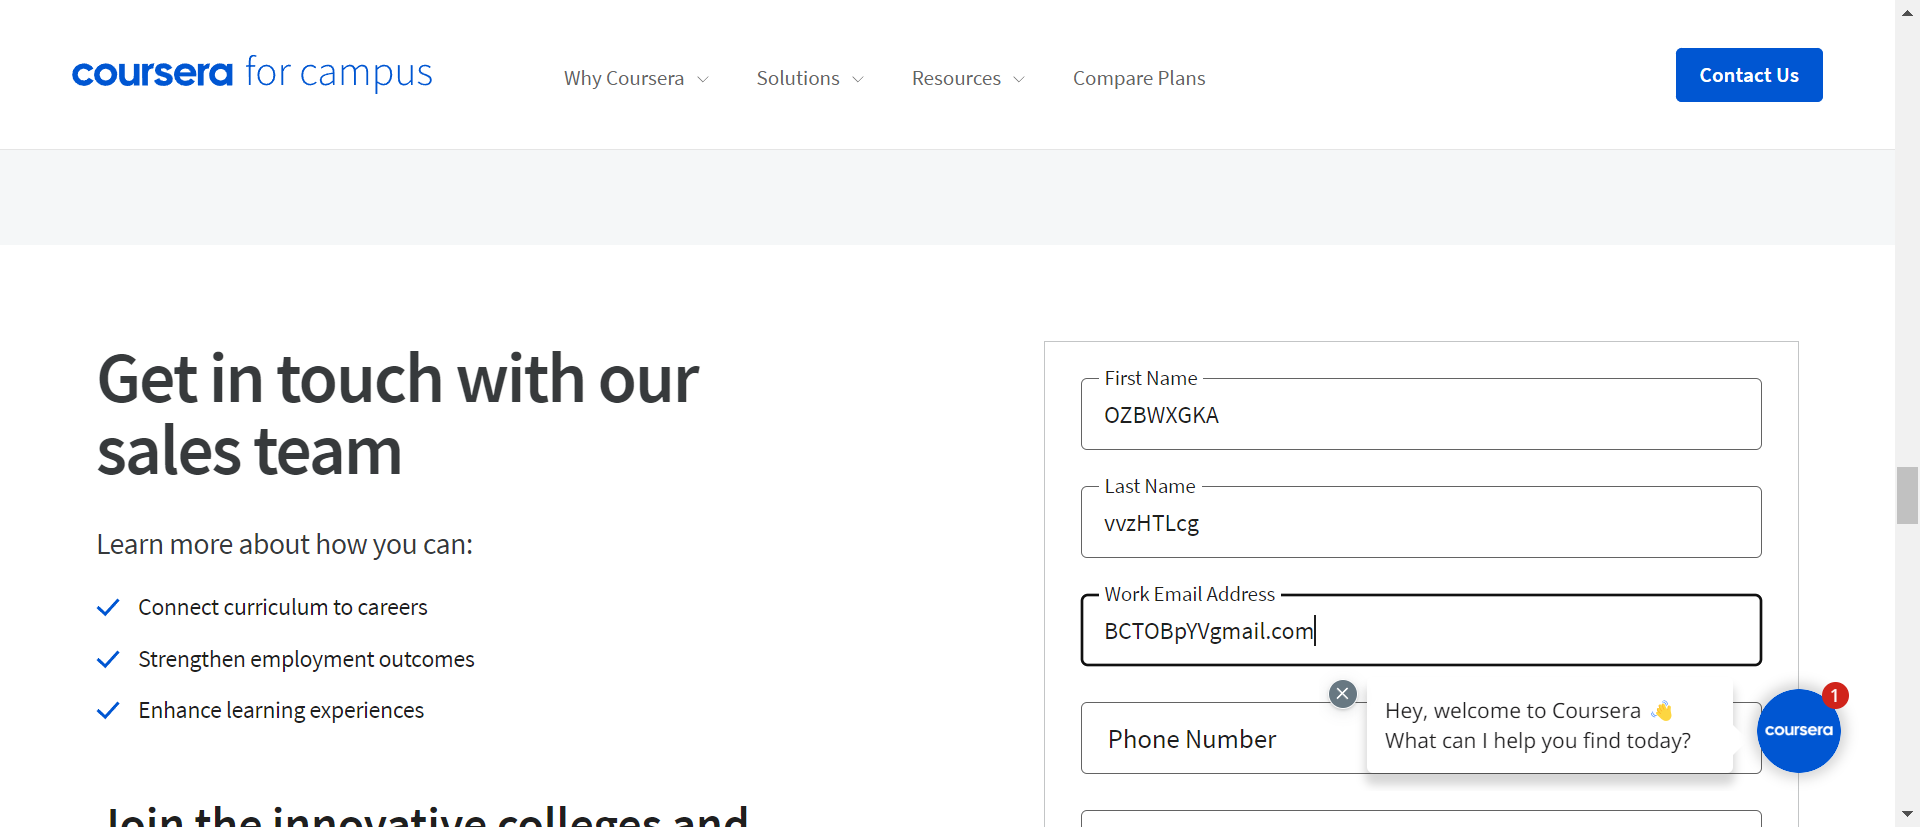 coursera for campus
Why Coursera
Solutions
Resources
Compare Plans
Contact Us
Get in touch with our
sales team
Learn more about how you can:
Connect curriculum to careers
Strengthen employment outcomes
Enhance learning experiences
Join the innovative colleges and
First Name
OZBWXGKA
Last Name
vvzHTLcg
Work Email Address
BCTOBpYVgmail.com
Phone Number
Hey, welcome to Coursera 👋
What can I help you find today?
1
coursera